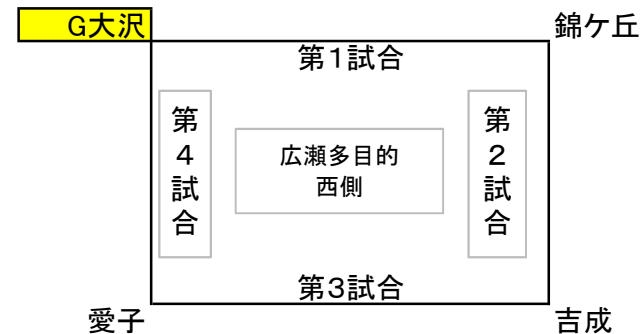 G大沢
錦ケ丘
第1試合
第4試合
広瀬多目的
西側
第2試合
第3試合
愛子
吉成